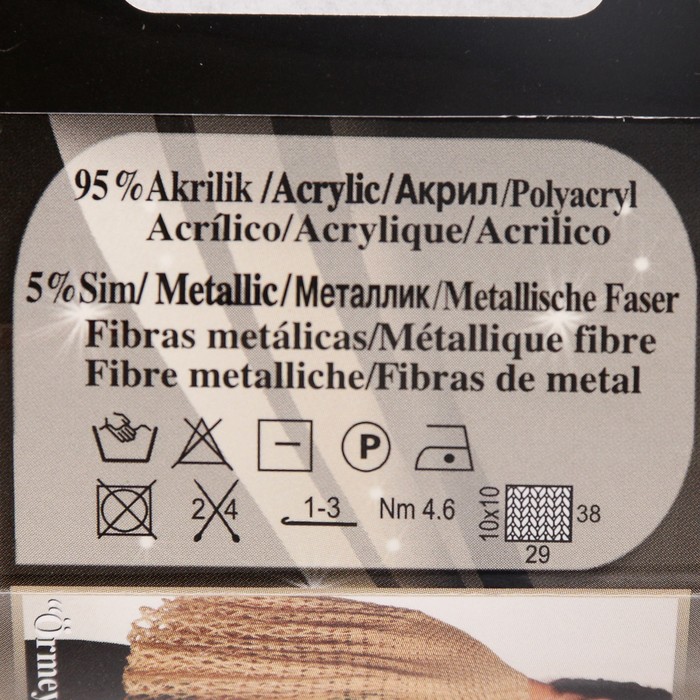 95% Akrilik /Acrylic/Акрил/Polyacryl
Acrílico/Acrylique/Acrilico
5%Sim/ Metallic/Металлик/Metallische Faser
Fibras metálicas/Métallique fibre
Fibre metalliche/Fibras de metal
P
2 4 1-3 Nm 4.6 10x10 38
29
"Örmey